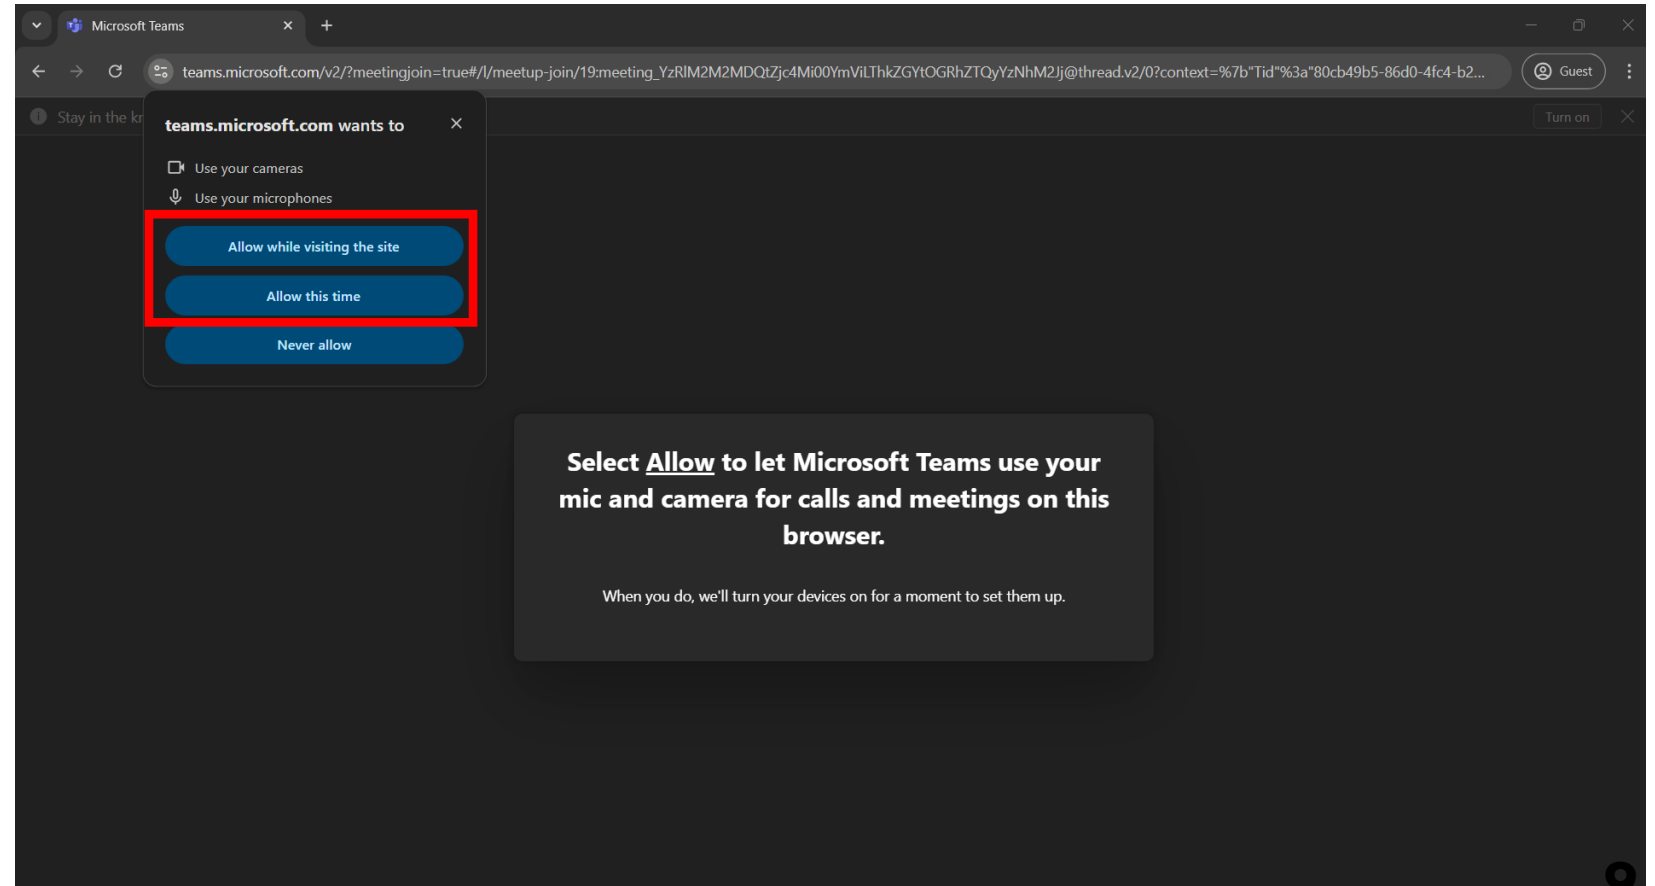 Microsoft Teams
teams.microsoft.com/v2/?meetingjoin=true#/l/meetup-join/19:meeting_YzRlM2M2MDQtZjc4Mi00YmViLThkZGYtOGRhZTQyYzNhM2Jj@thread.v2/0?context=%7b"Tid"%3a"80cb49b5-86d0-4fc4-b2...
Guest
Stay in the kr
Turn on
teams.microsoft.com wants to
Use your cameras
Use your microphones
Allow while visiting the site
Allow this time
Never allow
Select Allow to let Microsoft Teams use your
mic and camera for calls and meetings on this
browser.
When you do, we'll turn your devices on for a moment to set them up.